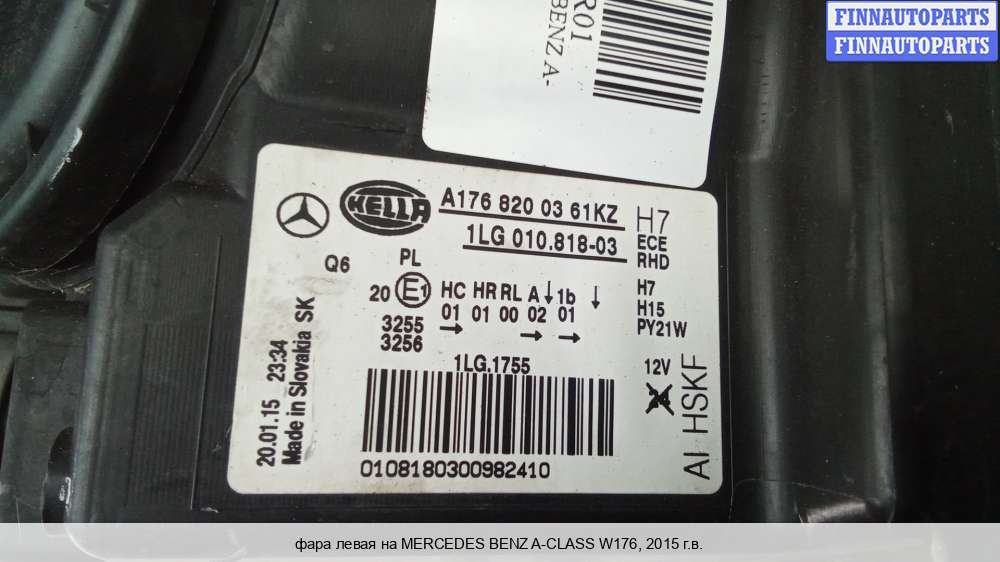 FINNAUTOPARTS
FINNAUTOPARTS
R01
BENZ A-
HELLA
A176 820 03 61KZ
1LG 010.818-03
H7
ECE
RHD
Q6
PL
20 E1
HC HR RL A ↓ 1b ↓
01 01 00 02 01
3255 → → →
3256
H7
H15
PY21W
1LG.1755
12V
AI HSKF
20.01.15 23:34
Made in Slovakia SK
0108180300982410
фара левая на MERCEDES BENZ A-CLASS W176, 2015 г.в.